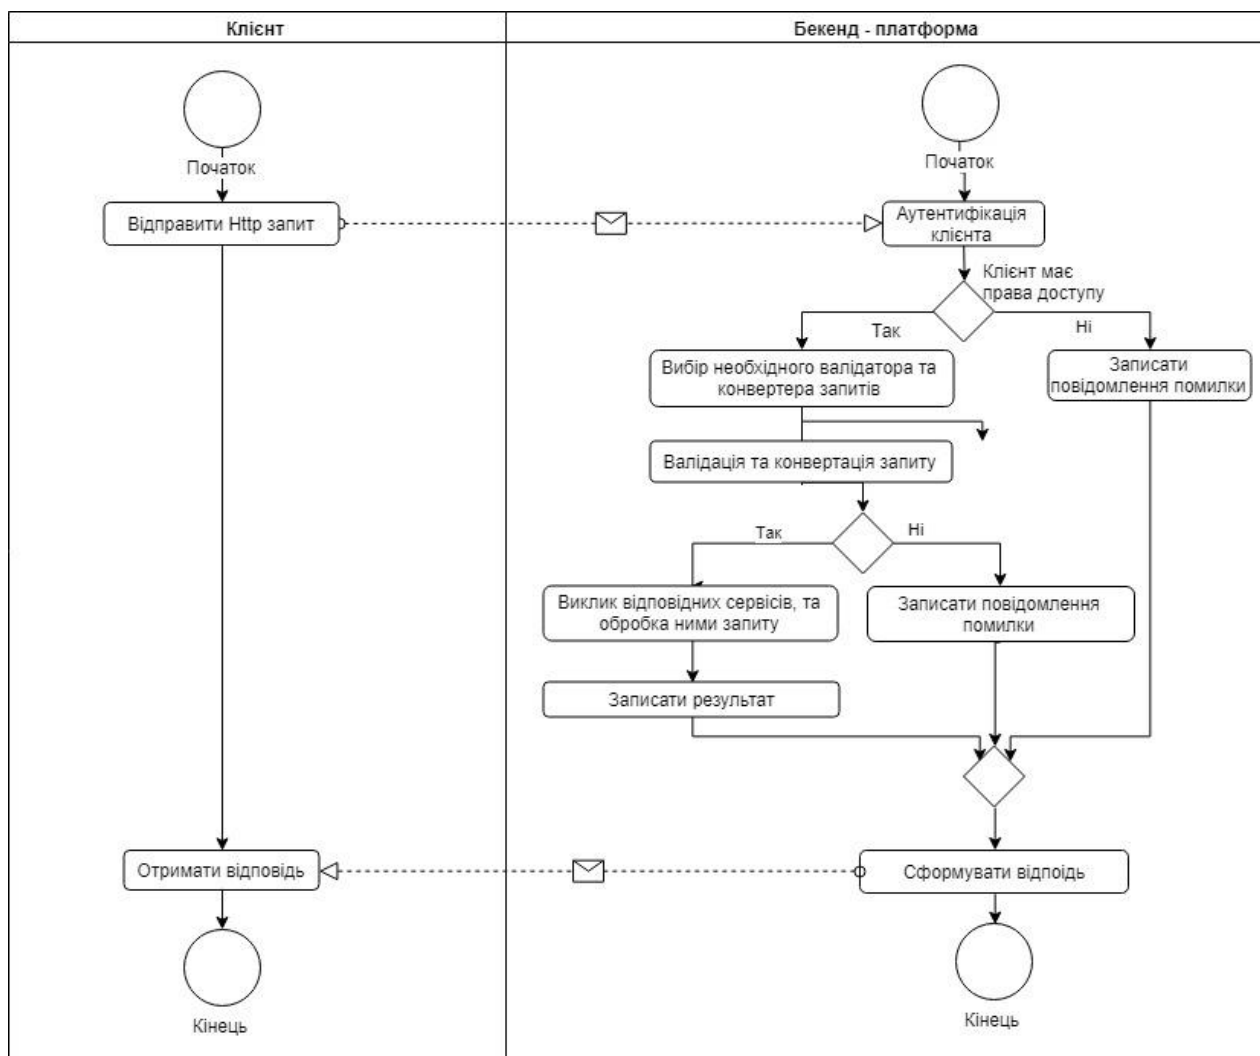 Клієнт
Бекенд - платформа
Початок
Початок
Відправити Http запит
Аутентифікація
клієнта
Клієнт має
права доступу
Так
Ні
Вибір необхідного валідатора та
конвертера запитів
Записати
повідомлення помилки
Валідація та конвертація запиту
Так
Ні
Виклик відповідних сервісів, та
обробка ними запиту
Записати повідомлення
помилки
Записати результат
Отримати відповідь
Сформувати відпоідь
Кінець
Кінець